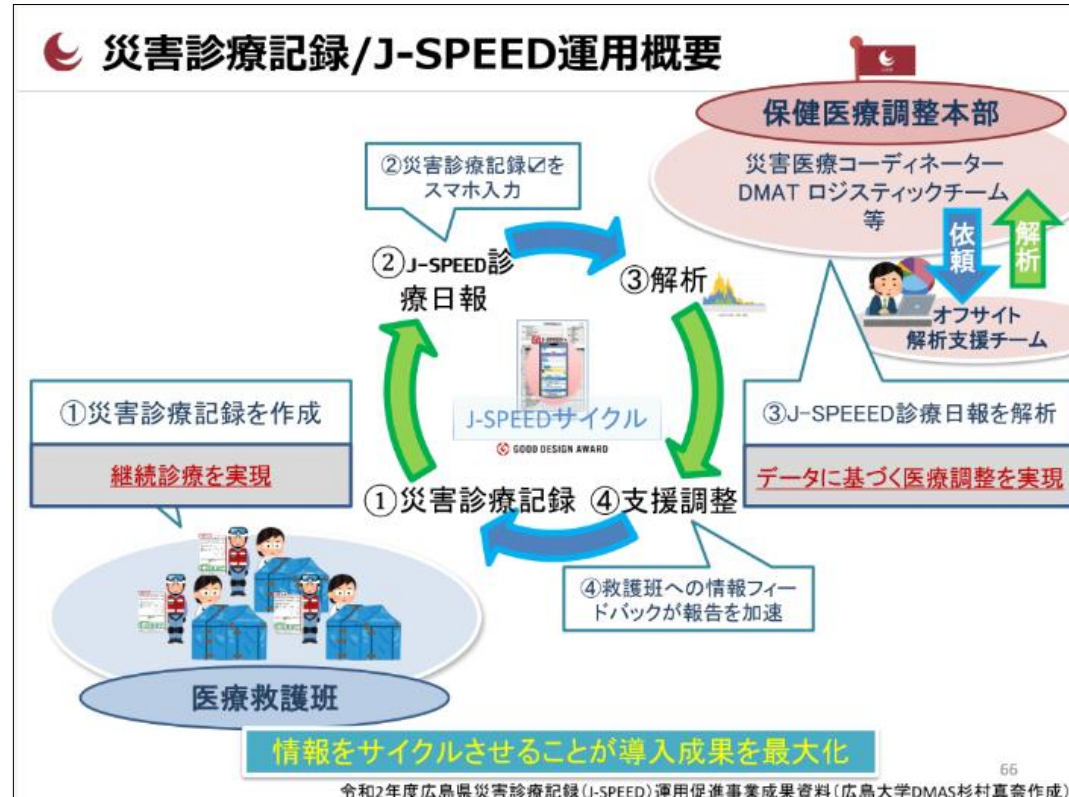 災害診療記録/J-SPEED運用概要
保健医療調整本部
災害医療コーディネーター
DMAT ロジスティックチーム
等
依頼
解析
オフサイト
解析支援チーム
②災害診療記録☑を
スマホ入力
②J-SPEED診
療日報
③解析
J-SPEEDサイクル
GOOD DESIGN AWARD
①災害診療記録を作成
継続診療を実現
③J-SPEEED診療日報を解析
データに基づく医療調整を実現
①災害診療記録
④支援調整
④救護班への情報フィー
ドバックが報告を加速
医療救護班
情報をサイクルさせることが導入成果を最大化
66
令和2年度広島県災害診療記録(J-SPEED)運用促進事業成果資料(広島大学DMAS杉村真奈作成)